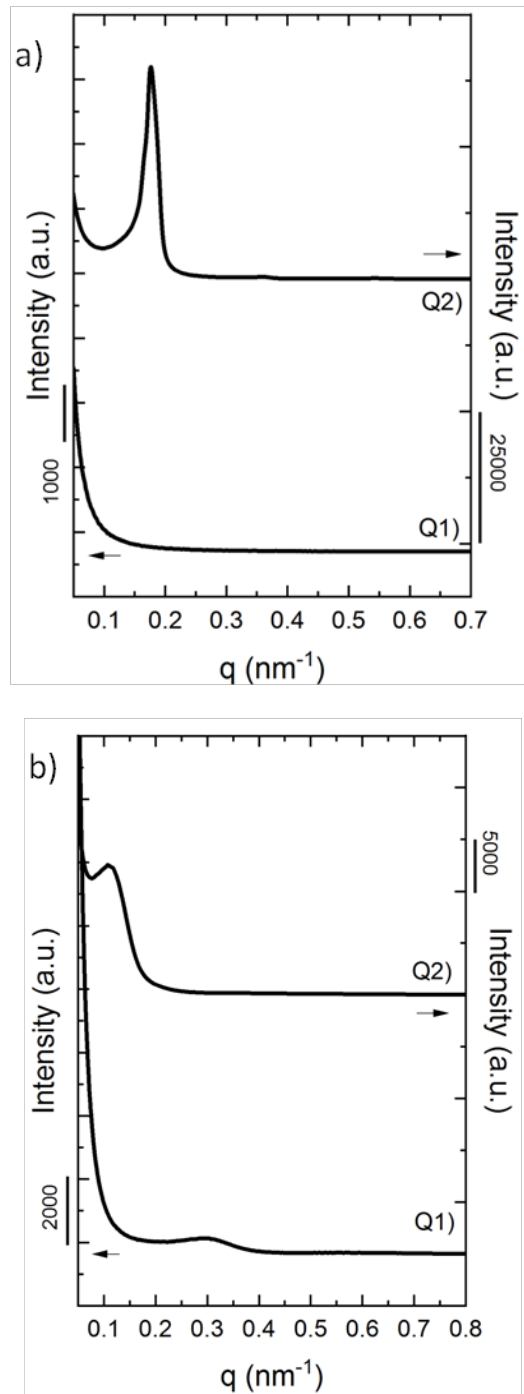 a)
Intensity (a.u.)
1000
Q2)
Q1)
Intensity (a.u.)
25000
0.1 0.2 0.3 0.4 0.5 0.6 0.7
q (nm⁻¹)
b)
Intensity (a.u.)
2000
Q2)
Q1)
5000
Intensity (a.u.)
0.1 0.2 0.3 0.4 0.5 0.6 0.7 0.8
q (nm⁻¹)